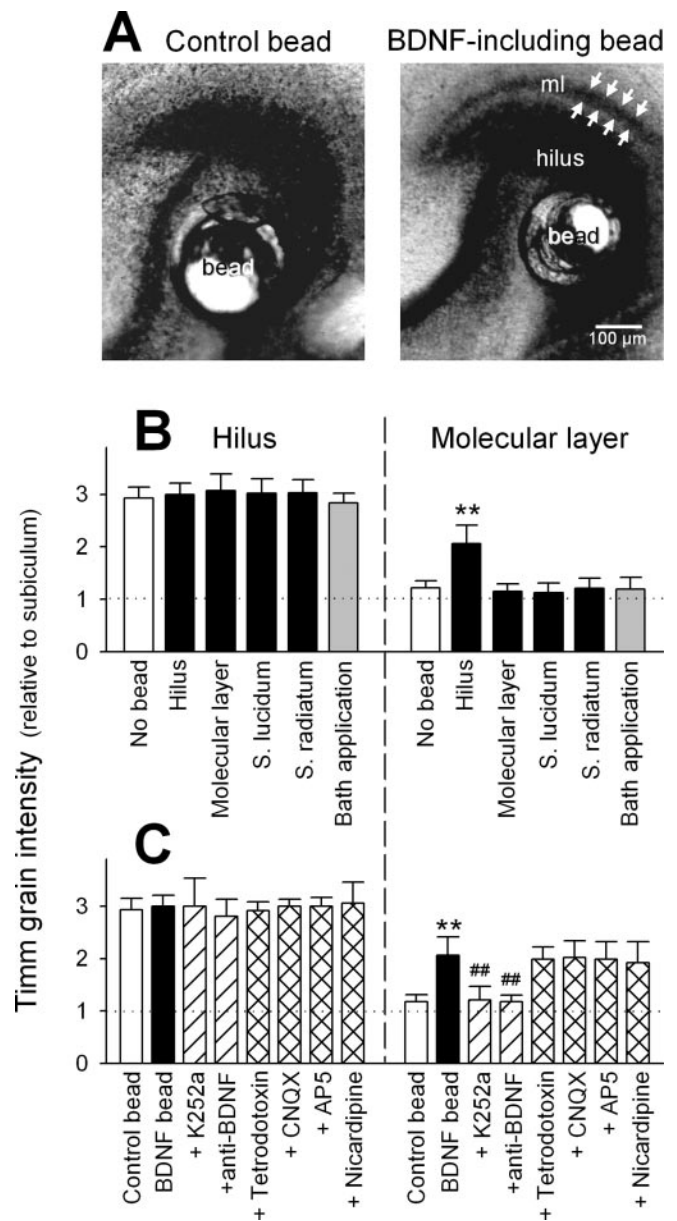 A
Control bead
BDNF-including bead
bead
ml
hilus
bead
100 µm
Timm grain intensity (relative to subiculum)
B
Hilus
Molecular layer
3
2
1
0
**
No bead
Hilus
Molecular layer
S. lucidum
S. radiatum
Bath application
No bead
Hilus
Molecular layer
S. lucidum
S. radiatum
Bath application
C
3
2
1
0
**
##
##
Control bead
BDNF bead
+ K252a
+anti-BDNF
+ Tetrodotoxin
+ CNQX
+ AP5
+ Nicardipine
Control bead
BDNF bead
+ K252a
+ anti-BDNF
+ Tetrodotoxin
+ CNQX
+ AP5
+ Nicardipine